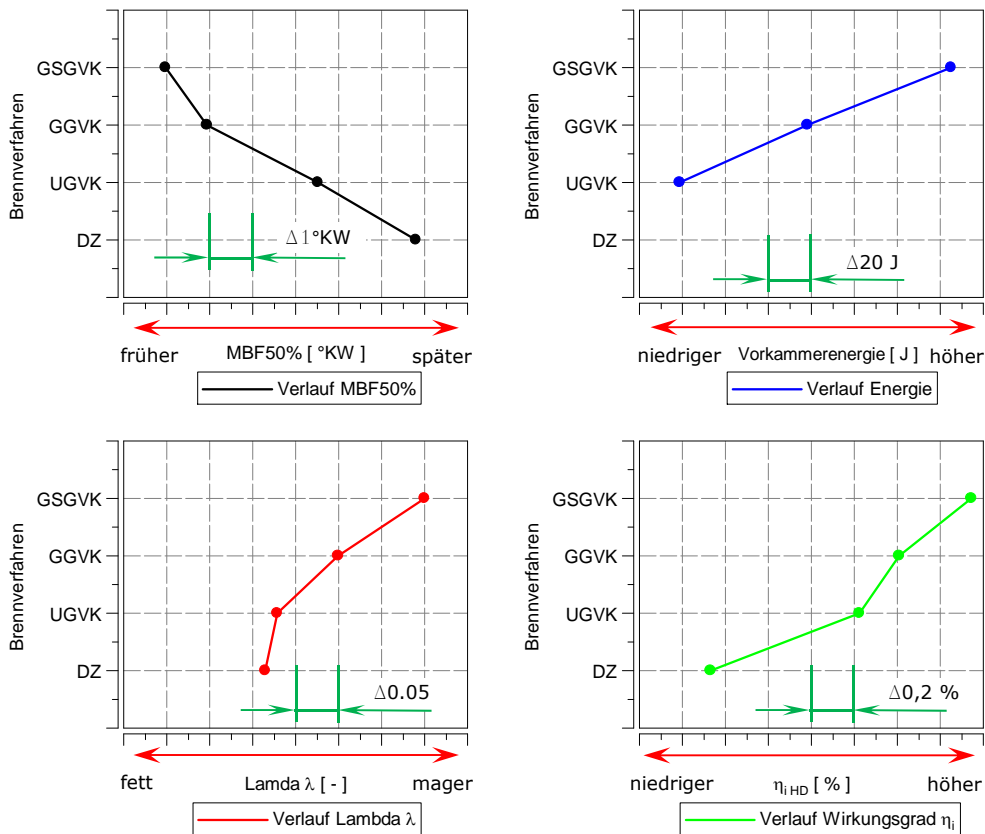 Brennverfahren
GSGVK
GGVK
UGVK
DZ
Δ1°KW
früher
MBF50% [ °KW ]
später
Verlauf MBF50%
Brennverfahren
GSGVK
GGVK
UGVK
DZ
Δ20 J
niedriger
Vorkammerenergie [ J ]
höher
Verlauf Energie
Brennverfahren
GSGVK
GGVK
UGVK
DZ
Δ0.05
fett
Lamda λ [ - ]
mager
Verlauf Lambda λ
Brennverfahren
GSGVK
GGVK
UGVK
DZ
Δ0,2 %
niedriger
η i HD [ % ]
höher
Verlauf Wirkungsgrad ηi